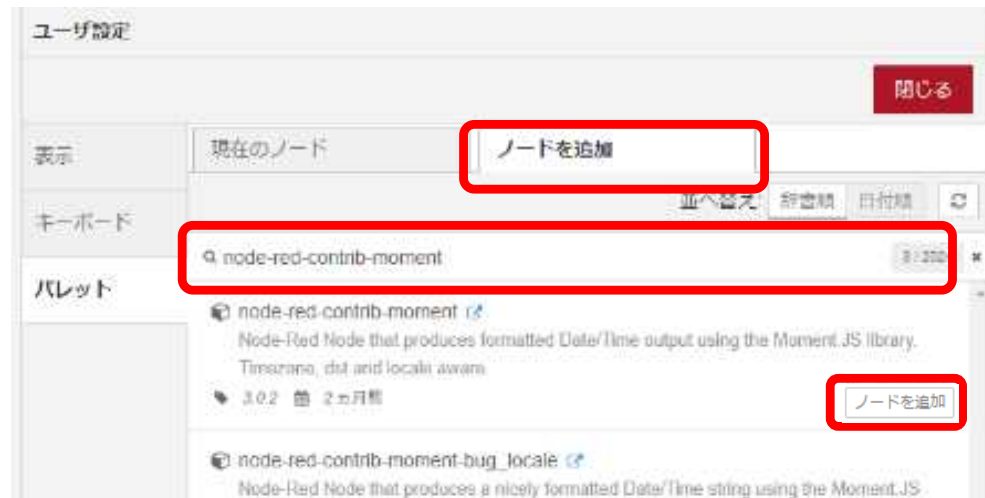 ユーザ設定
閉じる
表示
現在のノード
ノードを追加
並べ替え: 辞書順 日付順
キーボード
node-red-contrib-moment
パレット
node-red-contrib-moment
Node-Red Node that produces formatted Date/Time output using the Moment.JS library.
Timezone, dst and locale aware.
3.0.2 2ヵ月前
ノードを追加
node-red-contrib-moment-bug_locale
Node-Red Node that produces a nicely formatted Date/Time string using the Moment.JS